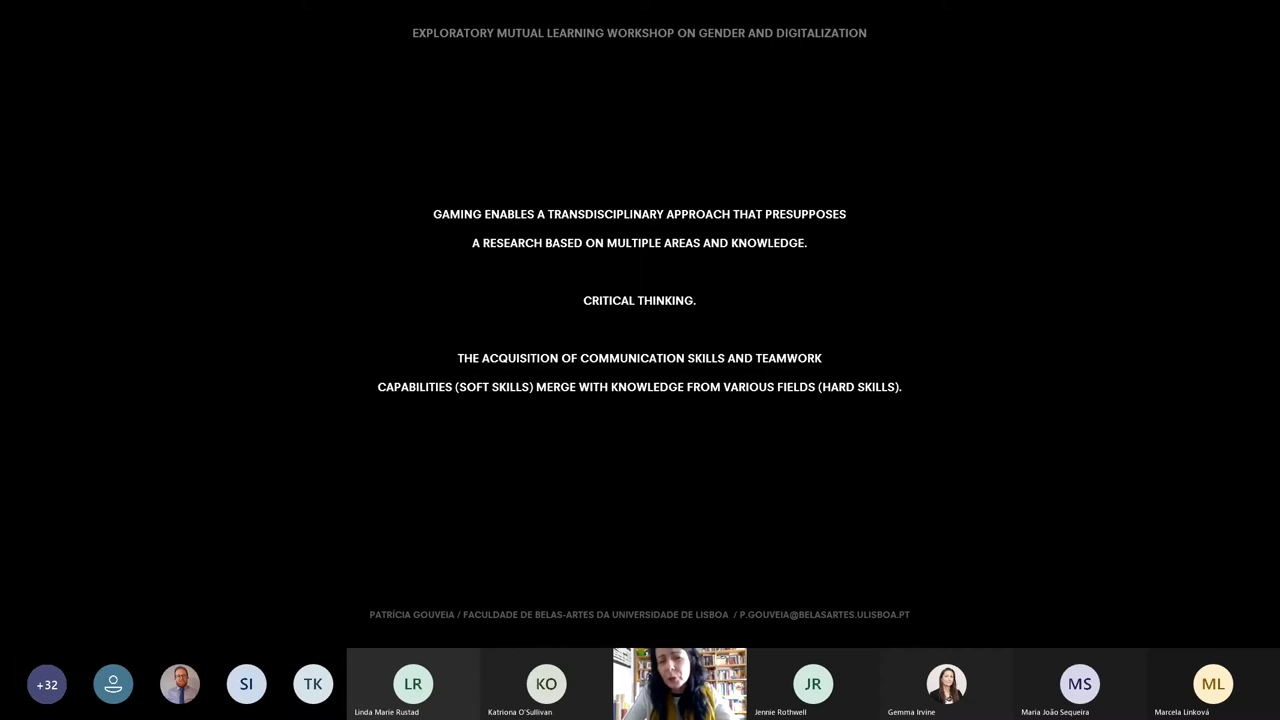 EXPLORATORY MUTUAL LEARNING WORKSHOP ON GENDER AND DIGITALIZATION
GAMING ENABLES A TRANSDISCIPLINARY APPROACH THAT PRESUPPOSES
A RESEARCH BASED ON MULTIPLE AREAS AND KNOWLEDGE.
CRITICAL THINKING.
THE ACQUISITION OF COMMUNICATION SKILLS AND TEAMWORK
CAPABILITIES (SOFT SKILLS) MERGE WITH KNOWLEDGE FROM VARIOUS FIELDS (HARD SKILLS).
PATRÍCIA GOUVEIA / FACULDADE DE BELAS-ARTES DA UNIVERSIDADE DE LISBOA / P.GOUVEIA@BELASARTES.ULISBOA.PT
+32 SI TK LR KO JR MS ML
Linda Marie Rustad Katriona O'Sullivan Jennie Rothwell Gemma Irvine Maria João Sequeira Marcela Linková